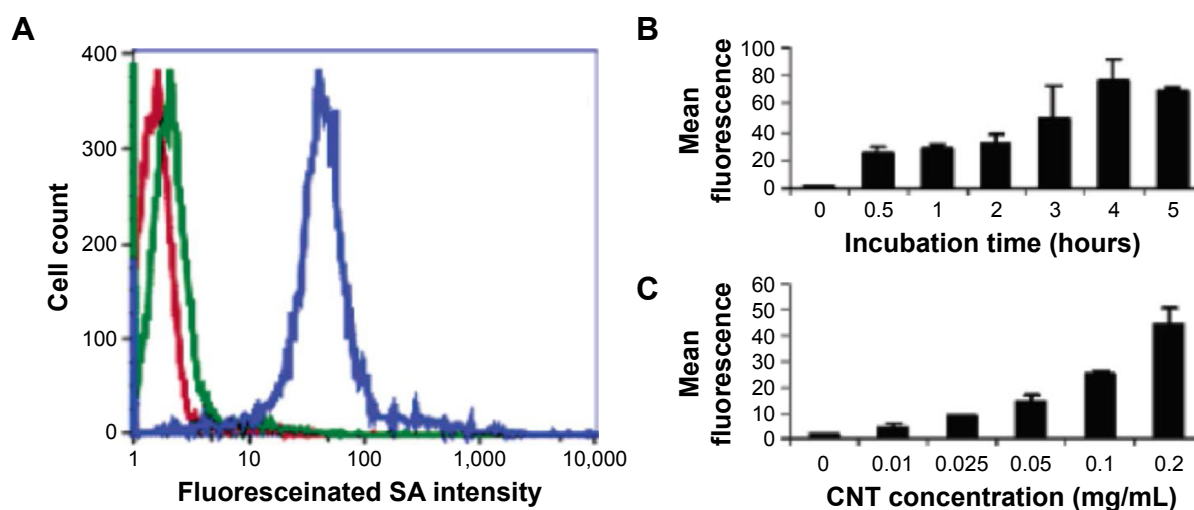 A
400
300
200
100
0
Cell count
1 10 100 1,000 10,000
Fluoresceinated SA intensity
B
100
80
60
40
20
0
Mean
fluorescence
0 0.5 1 2 3 4 5
Incubation time (hours)
C
60
50
40
30
20
10
0
Mean
fluorescence
0 0.01 0.025 0.05 0.1 0.2
CNT concentration (mg/mL)